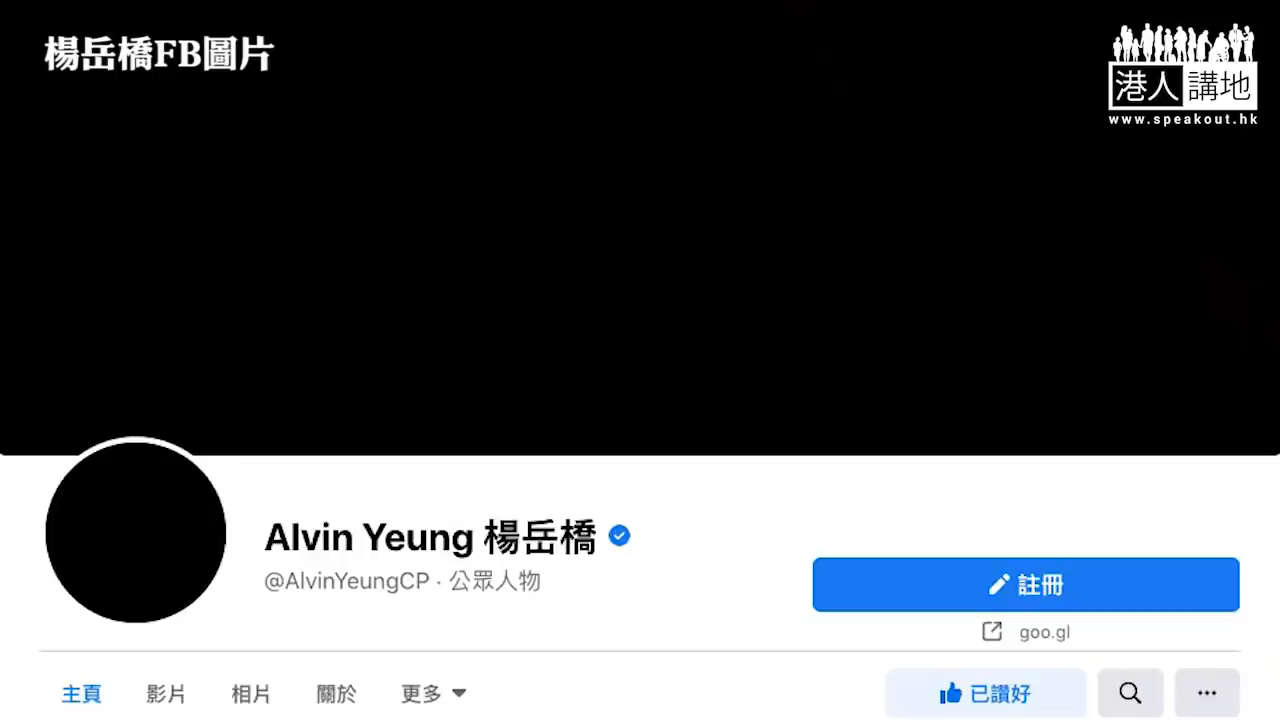 楊岳橋FB圖片
港人講地
www.speakout.hk
Alvin Yeung 楊岳橋
@AlvinYeungCP · 公眾人物
註冊
goo.gl
主頁 影片 相片 關於 更多 已讚好